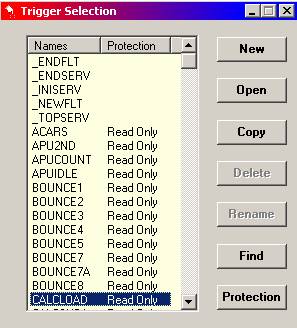 Trigger Selection
Names Protection
_ENDFLT
_ENDSERV
_INISERV
_NEWFLT
_TOPSERV
ACARS Read Only
APU2ND Read Only
APUCOUNT Read Only
APUIDLE Read Only
BOUNCE1 Read Only
BOUNCE2 Read Only
BOUNCE3 Read Only
BOUNCE4 Read Only
BOUNCE5 Read Only
BOUNCE7 Read Only
BOUNCE7A Read Only
BOUNCE8 Read Only
CALCLOAD Read Only
New
Open
Copy
Delete
Rename
Find
Protection